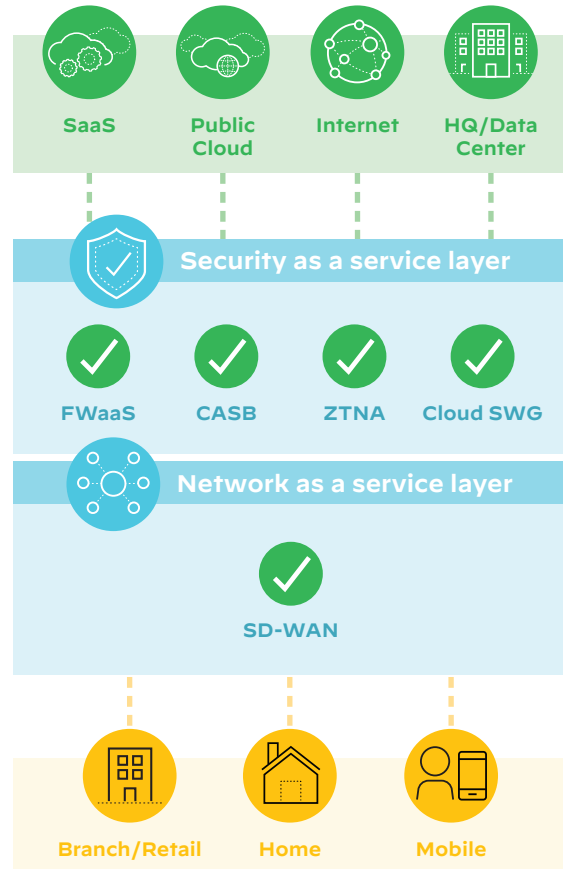 SaaS
Public
Cloud
Internet
HQ/Data
Center
Security as a service layer
FWaaS
CASB
ZTNA
Cloud SWG
Network as a service layer
SD-WAN
Branch/Retail
Home
Mobile